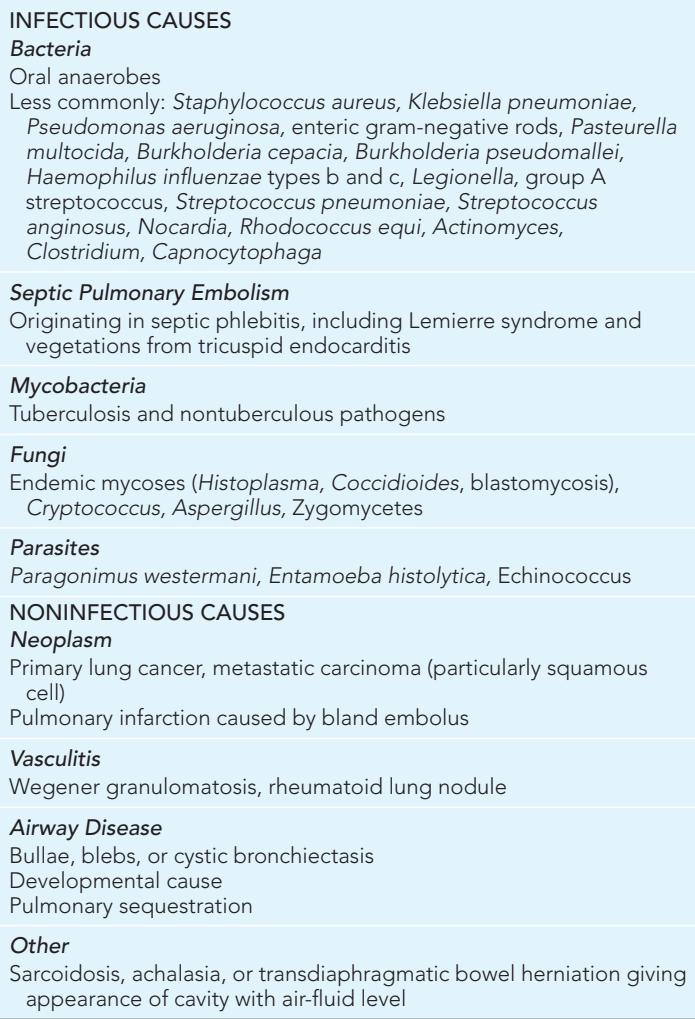 INFECTIOUS CAUSES
Bacteria
Oral anaerobes
Less commonly: Staphylococcus aureus, Klebsiella pneumoniae,
Pseudomonas aeruginosa, enteric gram-negative rods, Pasteurella
multocida, Burkholderia cepacia, Burkholderia pseudomallei,
Haemophilus influenzae types b and c, Legionella, group A
streptococcus, Streptococcus pneumoniae, Streptococcus
anginosus, Nocardia, Rhodococcus equi, Actinomyces,
Clostridium, Capnocytophaga
Septic Pulmonary Embolism
Originating in septic phlebitis, including Lemierre syndrome and
vegetations from tricuspid endocarditis
Mycobacteria
Tuberculosis and nontuberculous pathogens
Fungi
Endemic mycoses (Histoplasma, Coccidioides, blastomycosis),
Cryptococcus, Aspergillus, Zygomycetes
Parasites
Paragonimus westermani, Entamoeba histolytica, Echinococcus
NONINFECTIOUS CAUSES
Neoplasm
Primary lung cancer, metastatic carcinoma (particularly squamous
cell)
Pulmonary infarction caused by bland embolus
Vasculitis
Wegener granulomatosis, rheumatoid lung nodule
Airway Disease
Bullae, blebs, or cystic bronchiectasis
Developmental cause
Pulmonary sequestration
Other
Sarcoidosis, achalasia, or transdiaphragmatic bowel herniation giving
appearance of cavity with air-fluid level